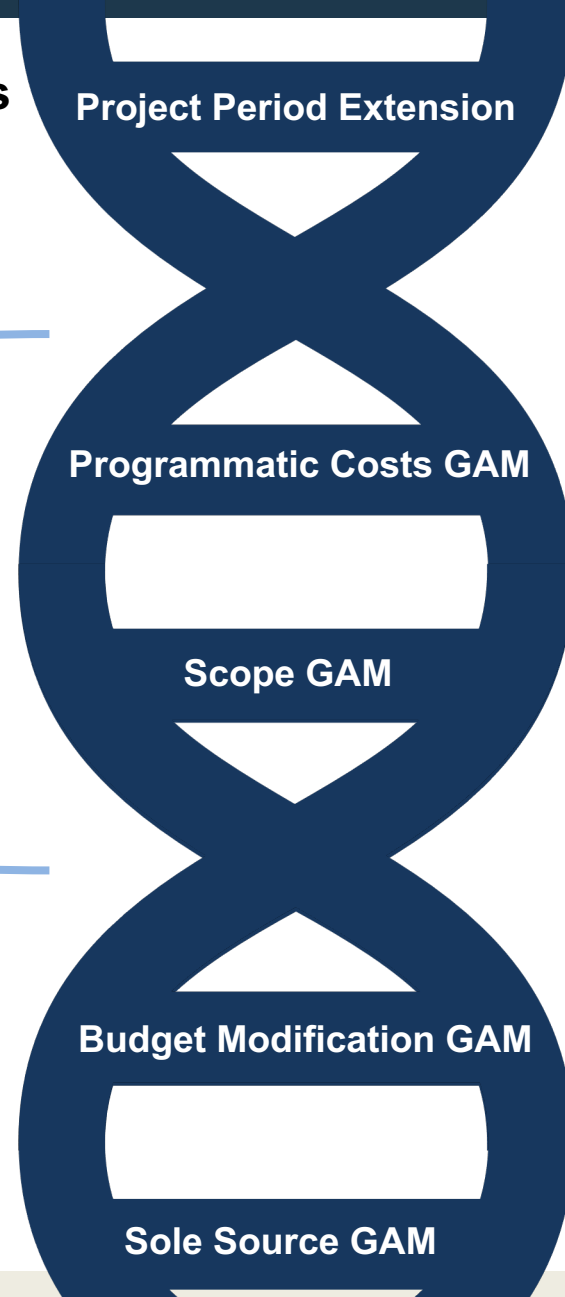 Project Period Extension
Programmatic Costs GAM
Scope GAM
Budget Modification GAM
Sole Source GAM